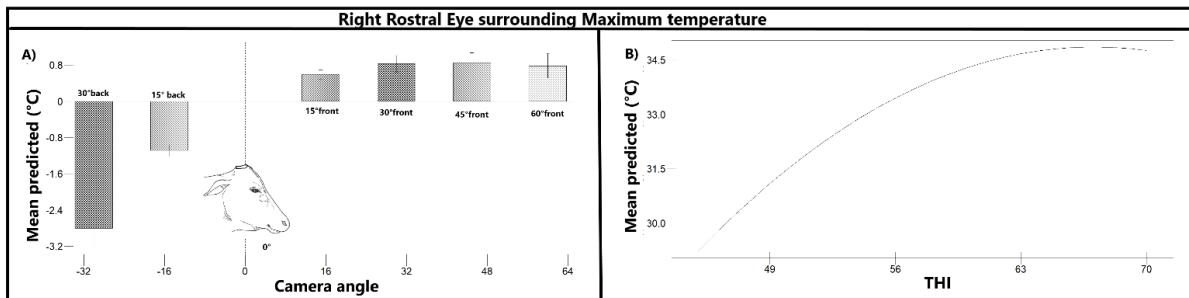 Right Rostral Eye surrounding Maximum temperature
A)
Mean predicted (°C)
0.8
0
-0.8
-1.6
-2.4
-3.2
30°back
15° back
15°front
30°front
45°front
60°front
0°
-32
-16
0
16
32
48
64
Camera angle
B)
Mean predicted (°C)
34.5
33.0
31.5
30.0
49
56
63
70
THI